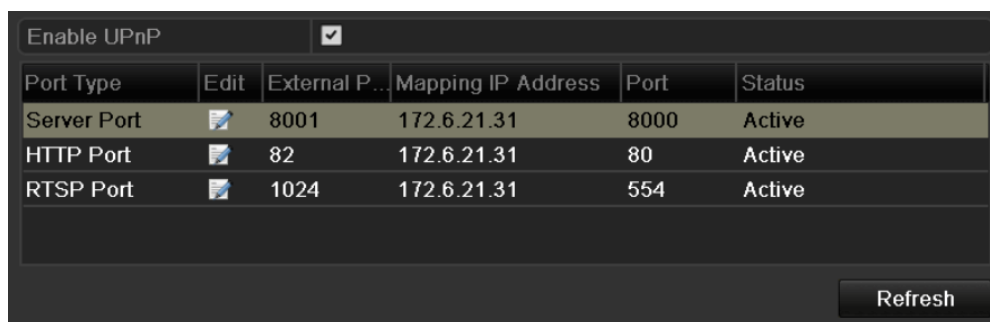 Enable UPnP
Port Type Edit External P... Mapping IP Address Port Status
Server Port 8001 172.6.21.31 8000 Active
HTTP Port 82 172.6.21.31 80 Active
RTSP Port 1024 172.6.21.31 554 Active
Refresh